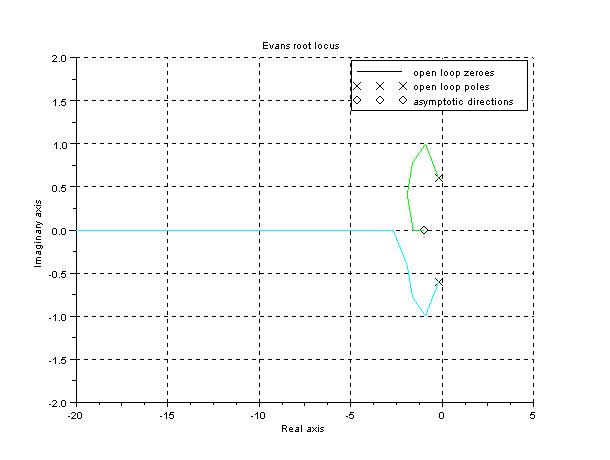 Evans root locus
2.0
open loop zeroes
open loop poles
asymptotic directions
1.5
1.0
0.5
0.0
-0.5
-1.0
-1.5
-2.0
Imaginary axis
-20
-15
-10
-5
0
5
Real axis